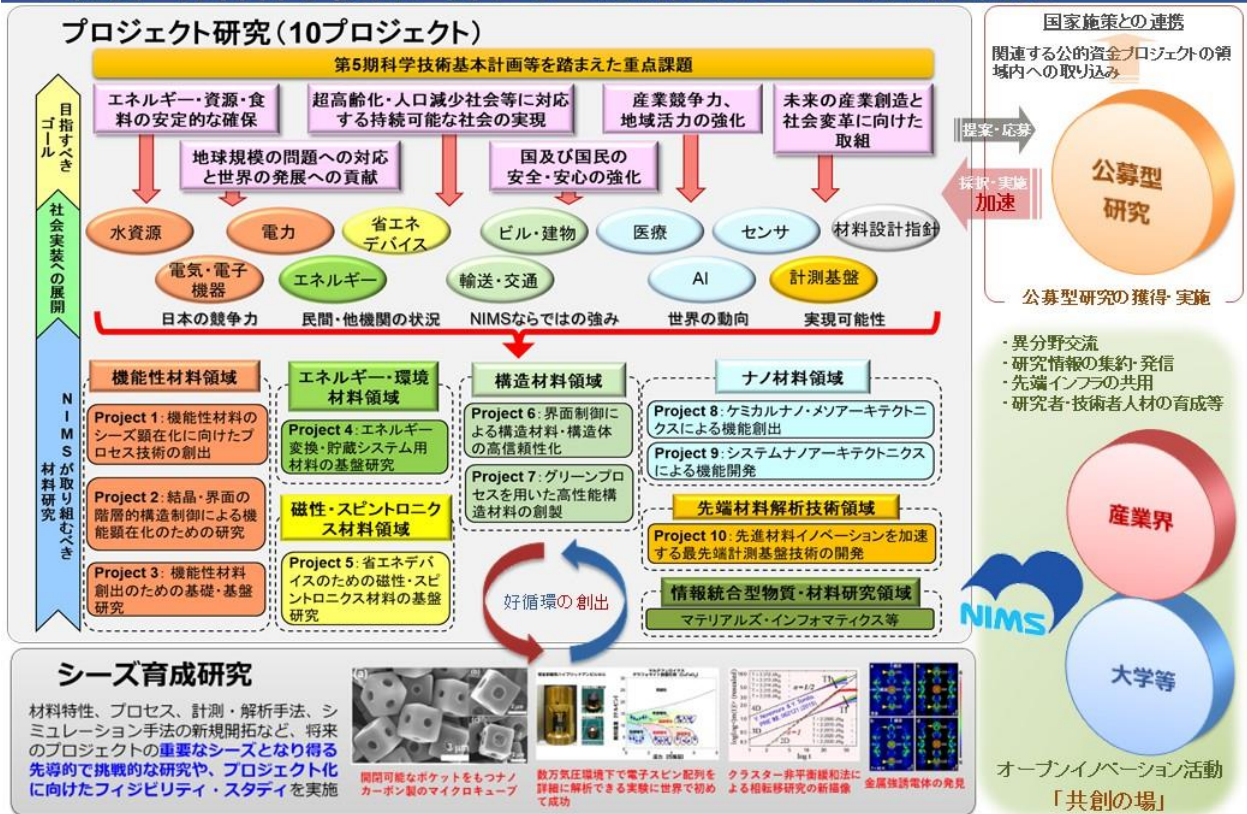 プロジェクト研究(10プロジェクト)
第5期科学技術基本計画等を踏まえた重点課題
目指すべき
ゴール
エネルギー・資源・食
料の安定的な確保
超高齢化・人口減少社会等に対応
する持続可能な社会の実現
産業競争力、
地域活力の強化
未来の産業創造と
社会変革に向けた
取組
地球規模の問題への対応
と世界の発展への貢献
国及び国民の
安全・安心の強化
社会実装への展開
水資源
電力
省エネ
デバイス
ビル・建物
医療
センサ
材料設計指針
電気・電子
機器
エネルギー
輸送・交通
AI
計測基盤
日本の競争力
民間・他機関の状況
NIMSならではの強み
世界の動向
実現可能性
NIMSが取り組むべき
材料研究
機能性材料領域
Project 1:機能性材料の
シーズ顕在化に向けたプ
ロセス技術の創出
Project 2:結晶・界面の
階層的構造制御による機
能顕在化のための研究
Project 3:機能性材料
創出のための基礎・基盤
研究
エネルギー・環境
材料領域
Project 4:エネルギー
変換・貯蔵システム用
材料の基盤研究
磁性・スピントロニク
ス材料領域
Project 5:省エネデバ
イスのための磁性・スピ
ントロニクス材料の基盤
研究
構造材料領域
Project 6:界面制御に
よる構造材料・構造体
の高信頼性化
Project 7:グリーンプロ
セスを用いた高性能構
造材料の創製
ナノ材料領域
Project 8:ケミカルナノ・メソアーキテクトニ
クスによる機能創出
Project 9:システムナノアーキテクトニクス
による機能開発
先端材料解析技術領域
Project 10:先進材料イノベーションを加速
する最先端計測基盤技術の開発
情報統合型物質・材料研究領域
マテリアルズ・インフォマティクス等
好循環の創出
シーズ育成研究
材料特性、プロセス、計測・解析手法、シ
ミュレーション手法の新規開拓など、将来
のプロジェクトの重要なシーズとなり得る
先導的で挑戦的な研究や、プロジェクト化
に向けたフィジビリティ・スタディを実施
(a)
3 μm
開閉可能なポケットをもつナノ
カーボン製のマイクロキューブ
数万気圧環境下で電子スピン配列を
詳細に解析できる実験に世界で初め
て成功
クラスター非平衡緩和法に
よる相転移研究の新描像
金属強誘電体の発見
国家施策との連携
関連する公的資金プロジェクトの領
域内への取り込み
提案・応募
採択・実施
加速
公募型
研究
公募型研究の獲得・実施
・異分野交流
・研究情報の集約・発信
・先端インフラの共用
・研究者・技術者人材の育成等
産業界
NIMS
大学等
オープンイノベーション活動
「共創の場」